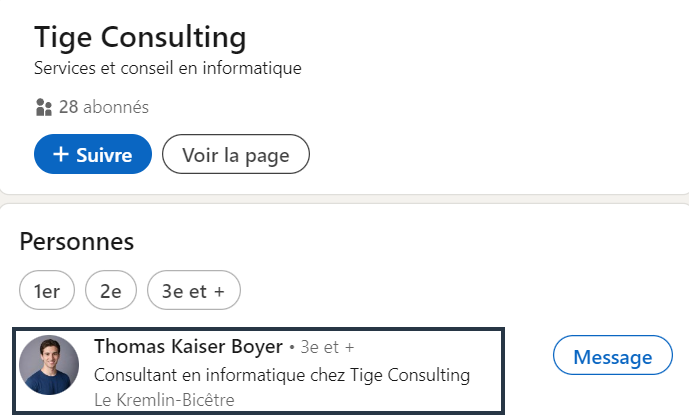 Tige Consulting
Services et conseil en informatique
28 abonnés
+ Suivre
Voir la page
Personnes
1er
2e
3e et +
Thomas Kaiser Boyer • 3e et +
Consultant en informatique chez Tige Consulting
Le Kremlin-Bicêtre
Message